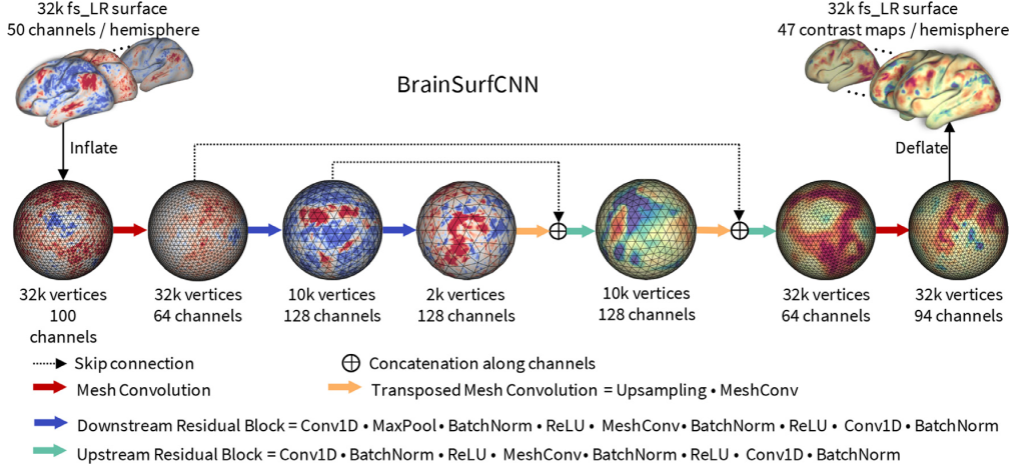 32k fs_LR surface
50 channels / hemisphere
32k fs_LR surface
47 contrast maps / hemisphere
BrainSurfCNN
Inflate
Deflate
32k vertices
100
channels
32k vertices
64 channels
10k vertices
128 channels
2k vertices
128 channels
10k vertices
128 channels
32k vertices
64 channels
32k vertices
94 channels
Skip connection
Concatenation along channels
Mesh Convolution
Transposed Mesh Convolution = Upsampling • MeshConv
Downstream Residual Block = Conv1D • MaxPool • BatchNorm • ReLU • MeshConv • BatchNorm • ReLU • Conv1D • BatchNorm
Upstream Residual Block = Conv1D • BatchNorm • ReLU • MeshConv • BatchNorm • ReLU • Conv1D • BatchNorm